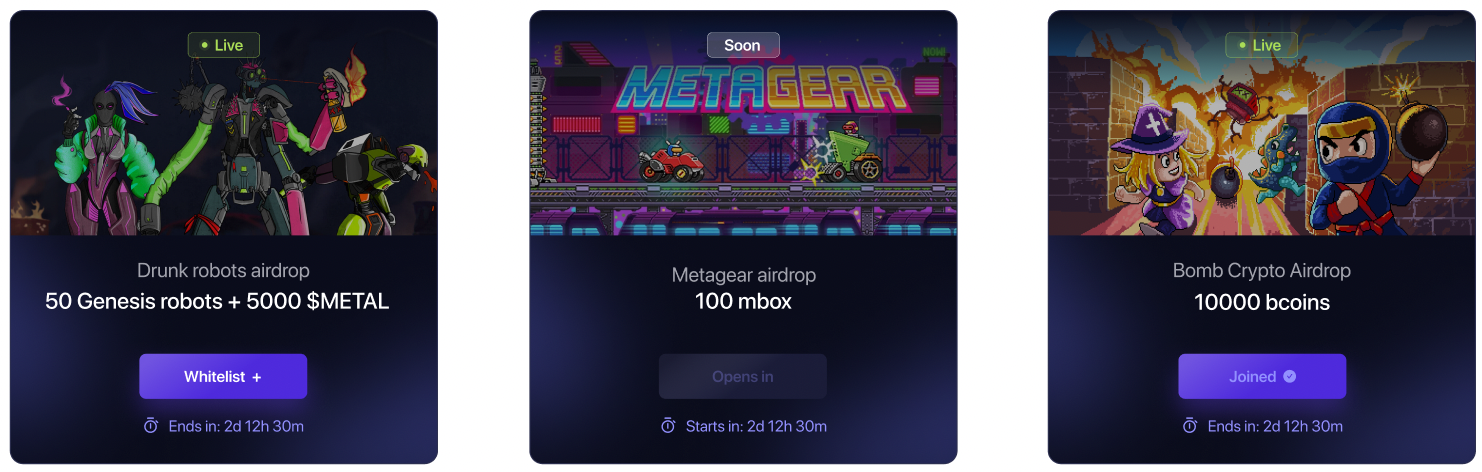 Live
Drunk robots airdrop
50 Genesis robots + 5000 $METAL
Whitelist +
Ends in: 2d 12h 30m
Soon
NOW!
METAGEAR
Metagear airdrop
100 mbox
Opens in
Starts in: 2d 12h 30m
Live
Bomb Crypto Airdrop
10000 bcoins
Joined
Ends in: 2d 12h 30m